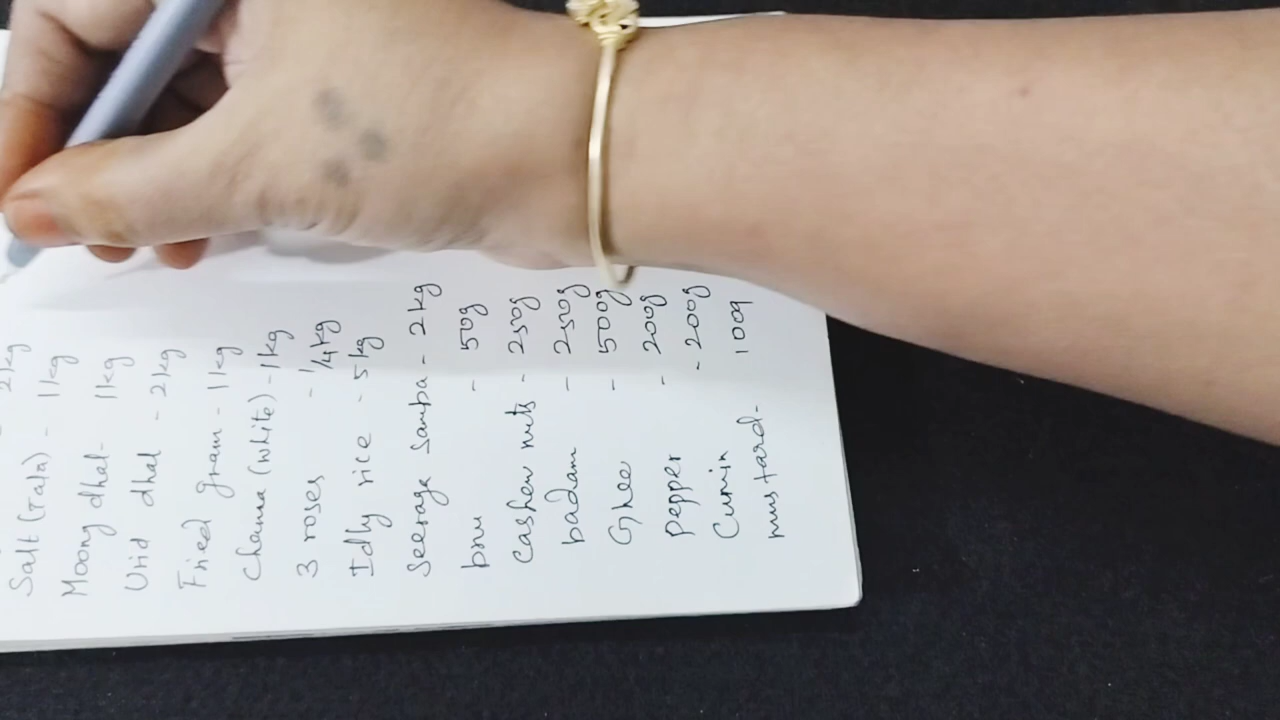 Salt (Tata) - 2kg
Moong dhal - 1kg
Urid dhal 1kg
Fried gram - 1kg
Channa (white) - 1kg
3 roses - 1/4kg
Idly rice - 5kg
Seeraga Samba - 2kg
bru - 50g
Cashew nuts - 250g
badam - 250g
Ghee - 500g
Pepper - 200g
Cumin - 200g
mustard - 100g